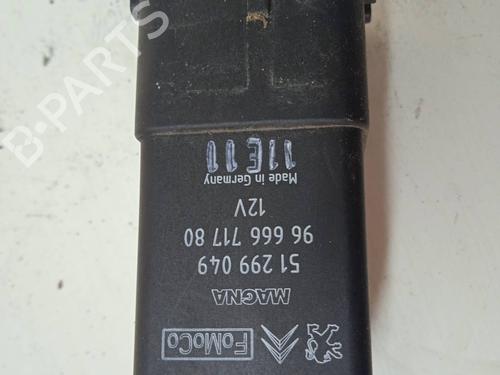 FoMoCo
MAGNA
51 299 049
96 666 717 80
12V
Made in Germany
11E11
B-PARTS